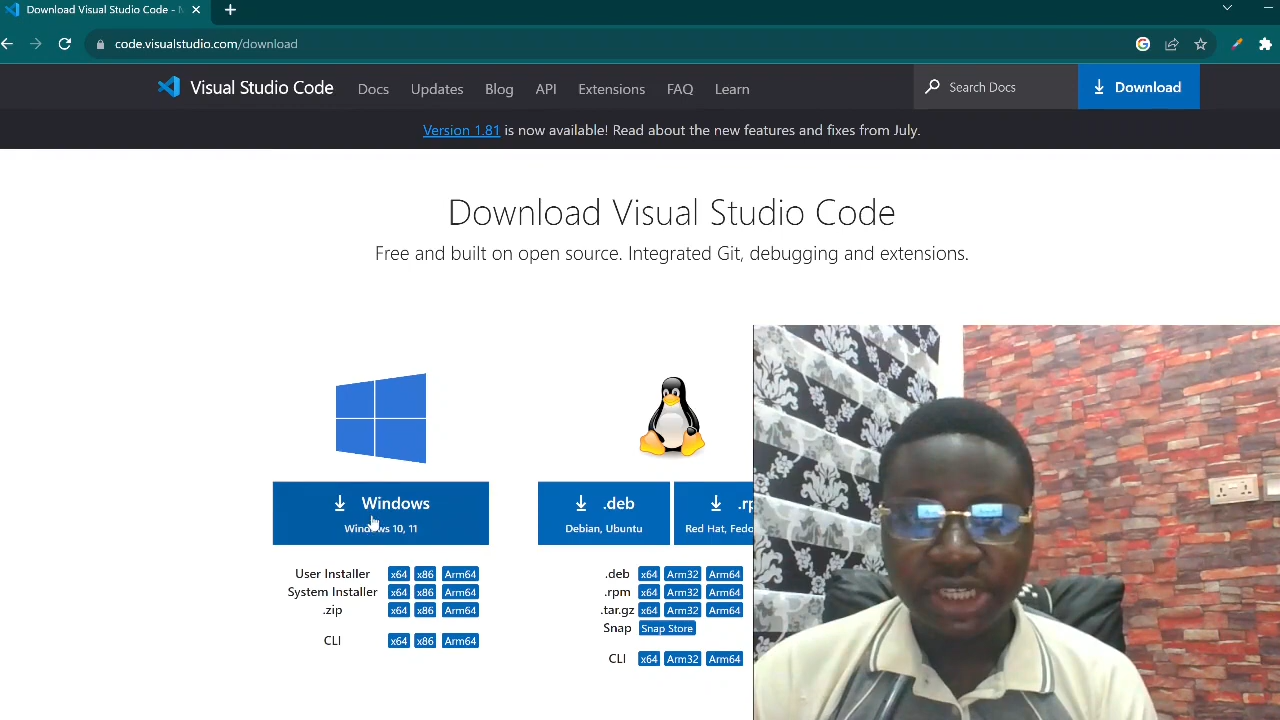 Download Visual Studio Code -
code.visualstudio.com/download
Visual Studio Code
Docs
Updates
Blog
API
Extensions
FAQ
Learn
Search Docs
Download
Version 1.81 is now available! Read about the new features and fixes from July.
Download Visual Studio Code
Free and built on open source. Integrated Git, debugging and extensions.
Windows
Windows 10, 11
User Installer x64 x86 Arm64
System Installer x64 x86 Arm64
.zip x64 x86 Arm64
CLI x64 x86 Arm64
.deb
Debian, Ubuntu
.rp
Red Hat, Fedo
.deb x64 Arm32 Arm64
.rpm x64 Arm32 Arm64
.tar.gz x64 Arm32 Arm64
Snap Snap Store
CLI x64 Arm32 Arm64